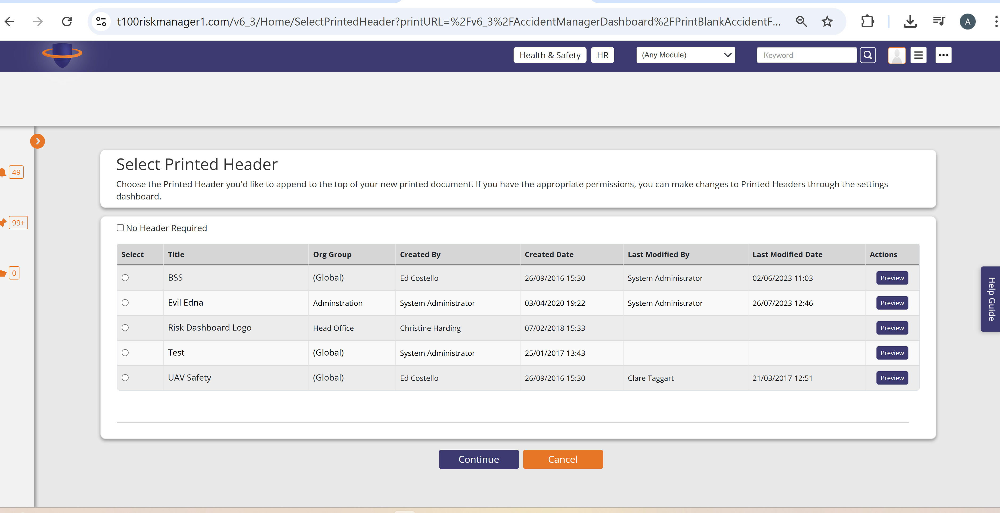 t100riskmanager1.com/v6_3/Home/SelectPrintedHeader?printURL=%2Fv6_3%2FAccidentManagerDashboard%2FPrintBlankAccidentF...
A
Health & Safety HR (Any Module) Keyword
49
99+
0
Select Printed Header
Choose the Printed Header you'd like to append to the top of your new printed document. If you have the appropriate permissions, you can make changes to Printed Headers through the settings
dashboard.
No Header Required
Select Title Org Group Created By Created Date Last Modified By Last Modified Date Actions
BSS (Global) Ed Costello 26/09/2016 15:30 System Administrator 02/06/2023 11:03 Preview
Evil Edna Adminstration System Administrator 03/04/2020 19:22 System Administrator 26/07/2023 12:46 Preview
Risk Dashboard Logo Head Office Christine Harding 07/02/2018 15:33 Preview
Test (Global) System Administrator 25/01/2017 13:43 Preview
UAV Safety (Global) Ed Costello 26/09/2016 15:30 Clare Taggart 21/03/2017 12:51 Preview
Help Guide
Continue Cancel